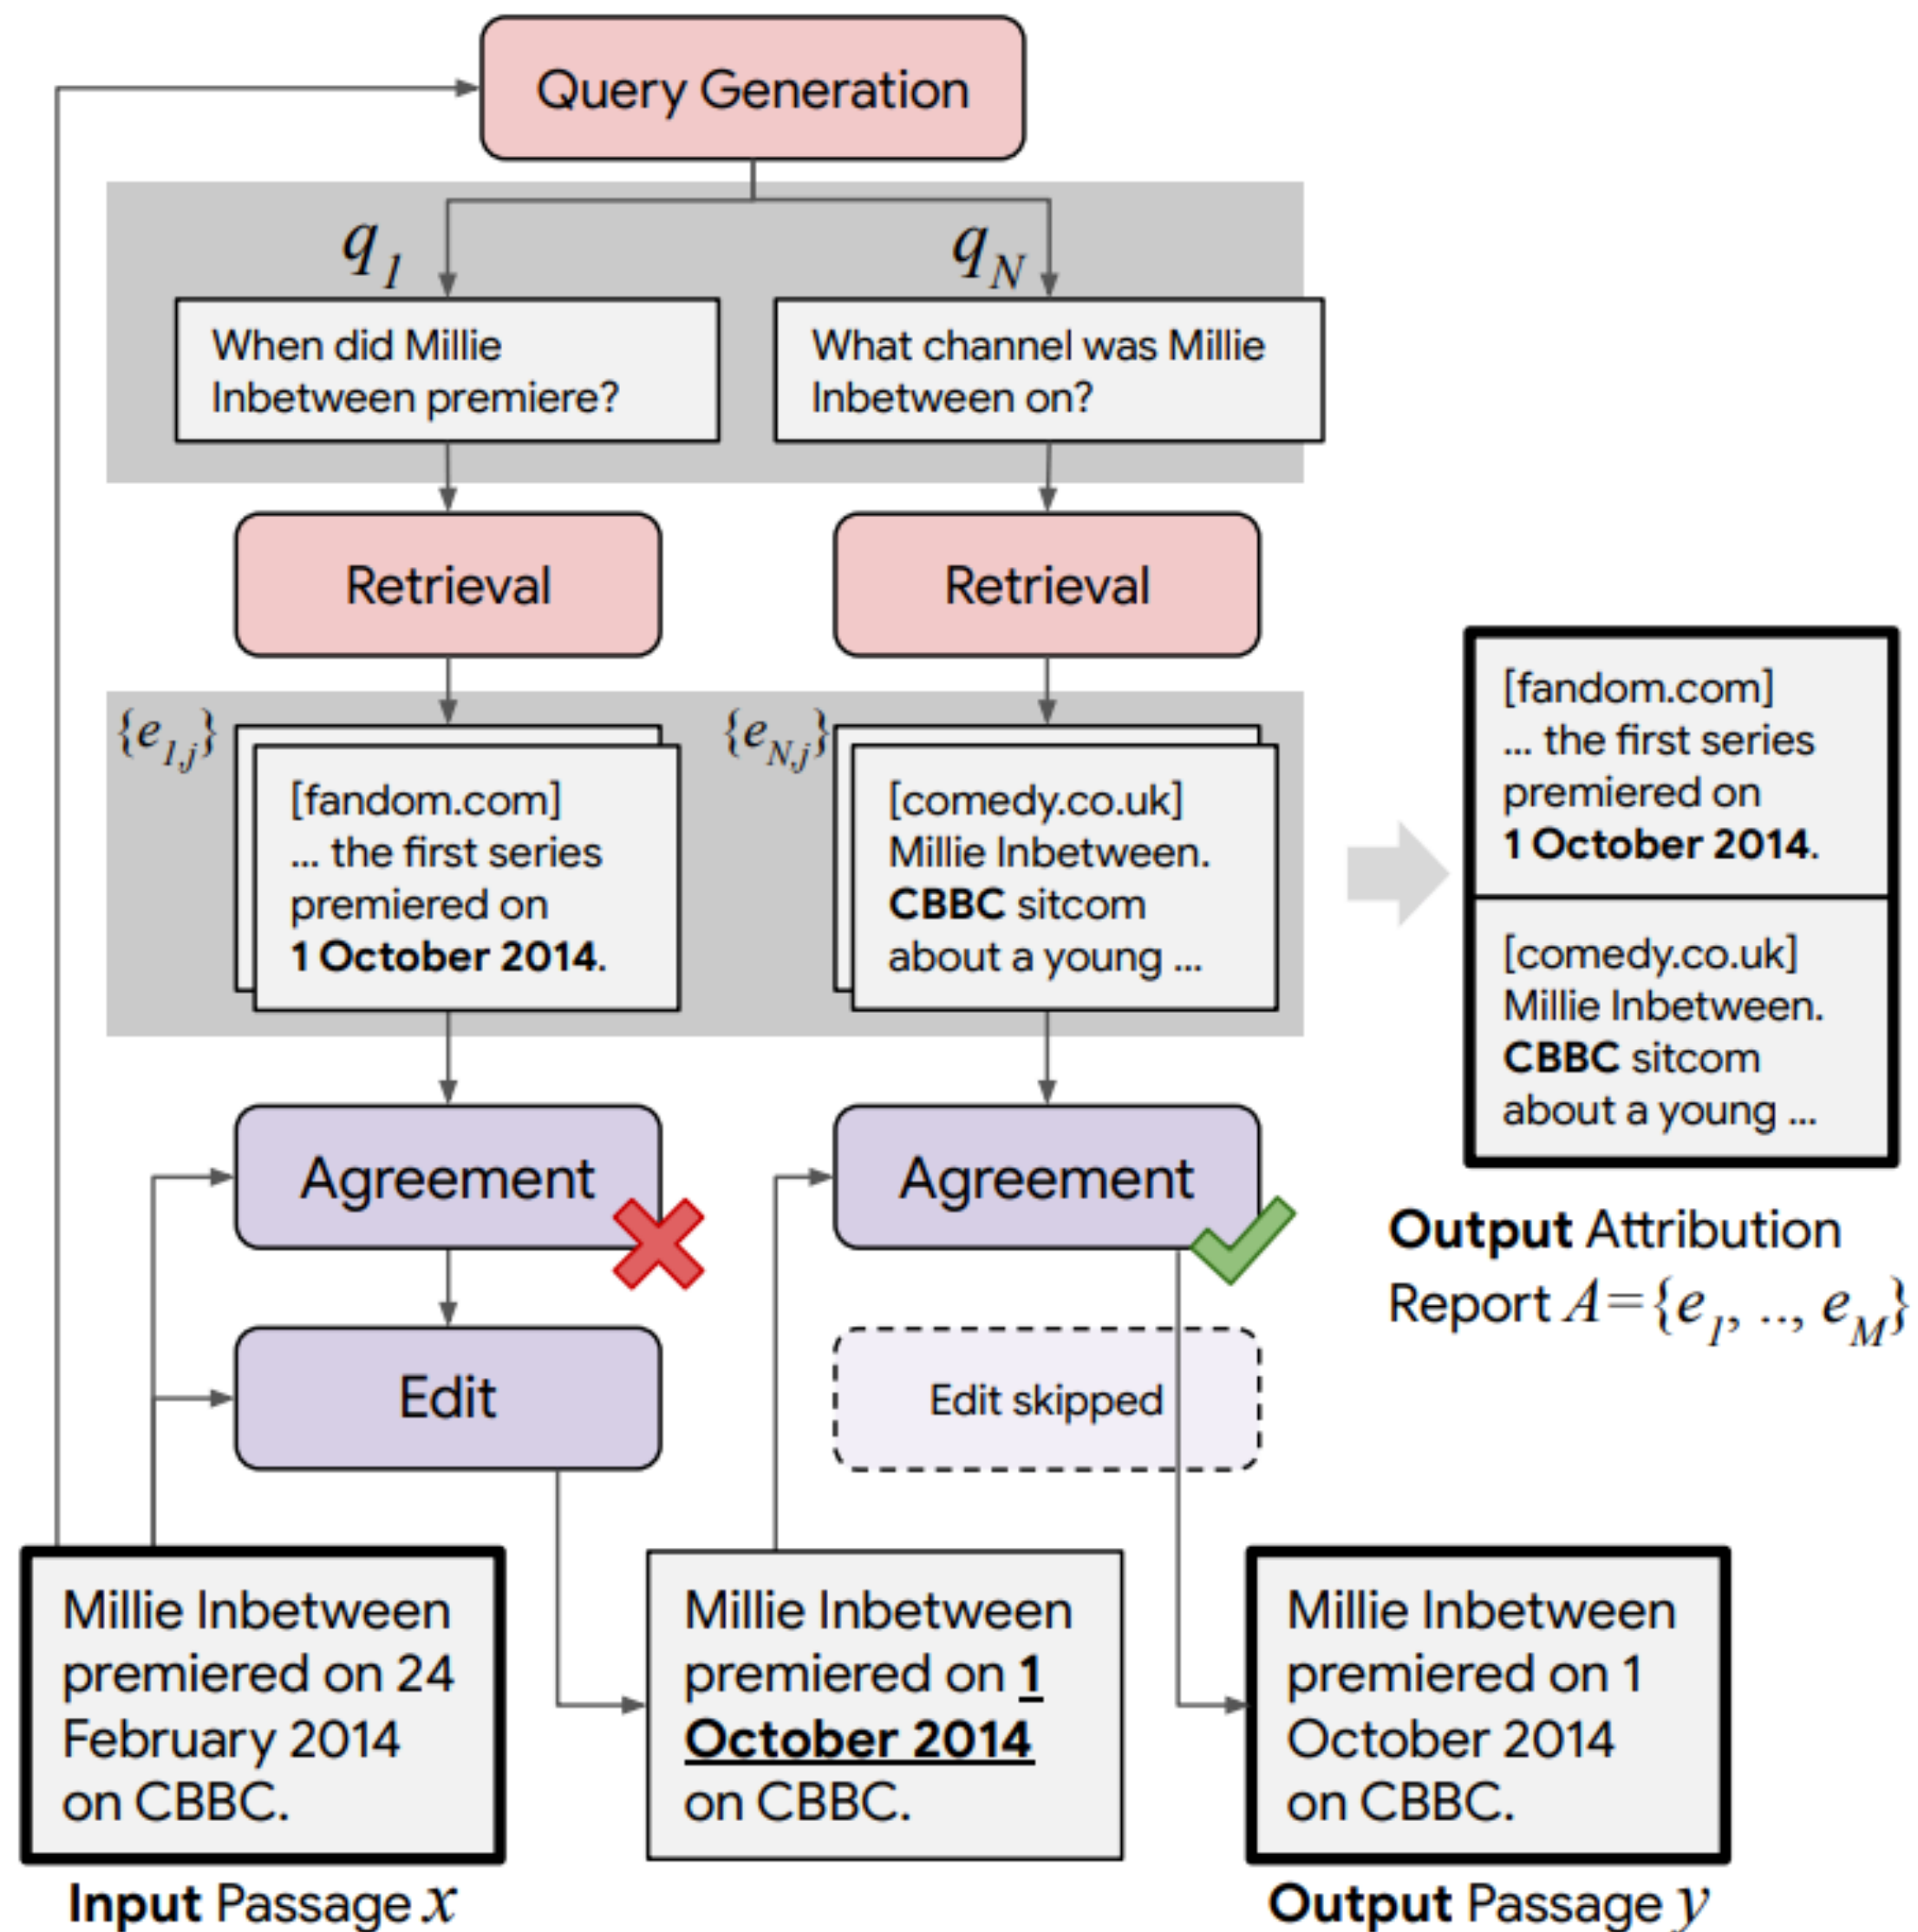 Query Generation
q1
qN
When did Millie
Inbetween premiere?
What channel was Millie
Inbetween on?
Retrieval
Retrieval
{e1,j}
[fandom.com]
... the first series
premiered on
1 October 2014.
{eN,j}
[comedy.co.uk]
Millie Inbetween.
CBBC sitcom
about a young ...
[fandom.com]
... the first series
premiered on
1 October 2014.
[comedy.co.uk]
Millie Inbetween.
CBBC sitcom
about a young ...
Output Attribution
Report A={e1, .., eM}
Agreement
Agreement
Edit
Edit skipped
Millie Inbetween
premiered on 24
February 2014
on CBBC.
Input Passage x
Millie Inbetween
premiered on 1
October 2014
on CBBC.
Millie Inbetween
premiered on 1
October 2014
on CBBC.
Output Passage y